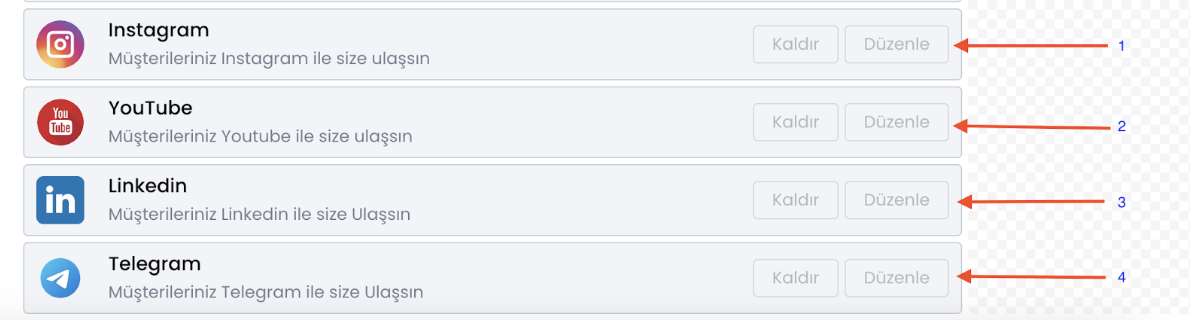 Instagram
Müşterileriniz Instagram ile size ulaşsın
Kaldır Düzenle 1
YouTube
You
Tube
Müşterileriniz Youtube ile size ulaşsın
Kaldır Düzenle 2
Linkedin
in
Müşterileriniz Linkedin ile size Ulaşsın
Kaldır Düzenle 3
Telegram
Müşterileriniz Telegram ile size Ulaşsın
Kaldır Düzenle 4